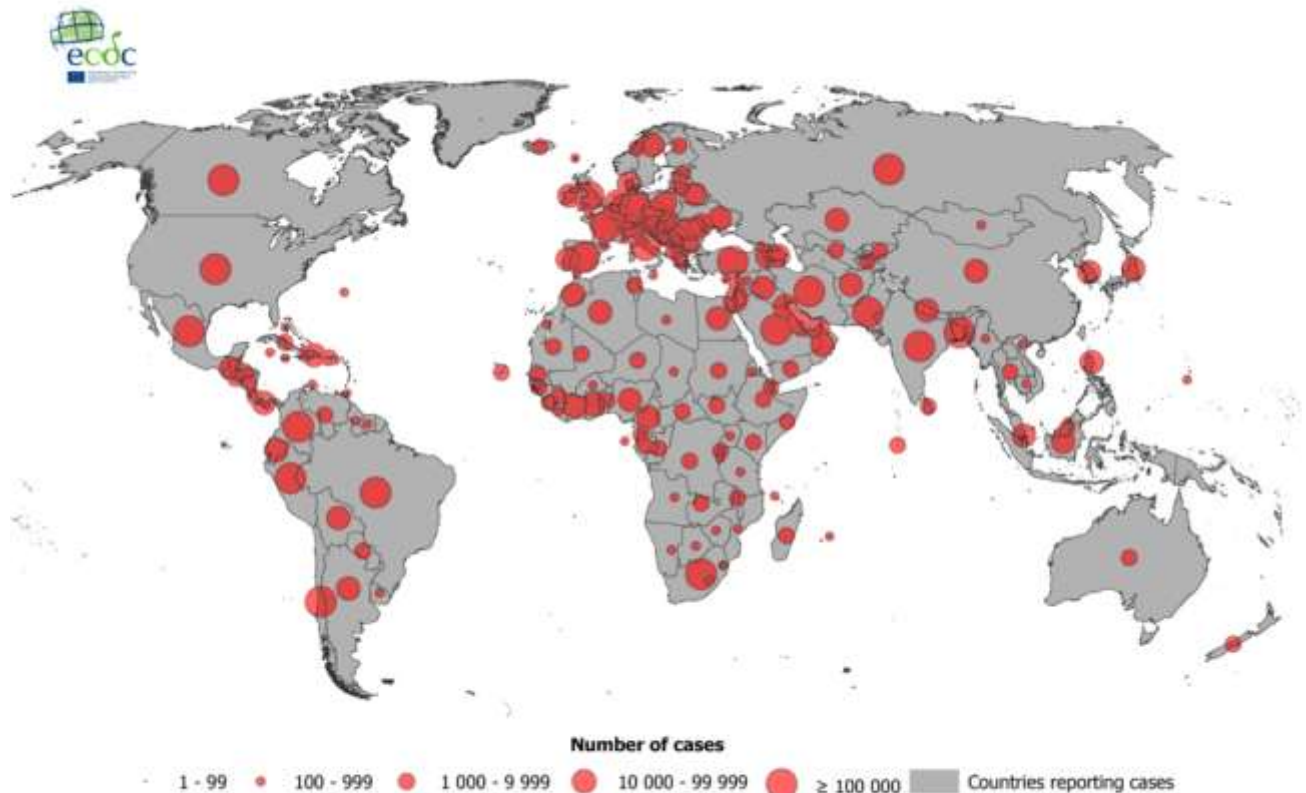 ecdc
Number of cases
1 - 99
100 - 999
1 000 - 9 999
10 000 - 99 999
≥ 100 000
Countries reporting cases